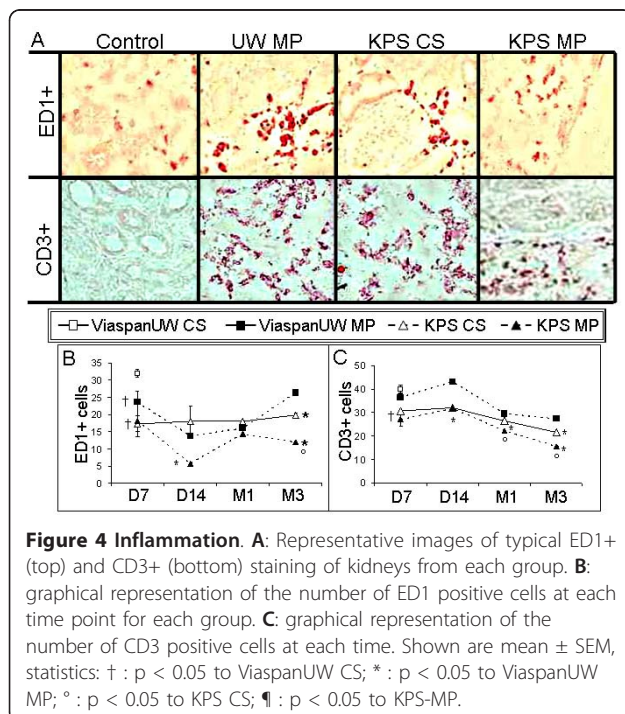 A Control UW MP KPS CS KPS MP
ED1+
CD3+
ViaspanUW CS ViaspanUW MP KPS CS KPS MP
B C
35 30 25 20 15 10 5 0
ED1+ cells
† † * * * °
D7 D14 M1 M3
50 40 30 20 10 0
CD3+ cells
† * * ° * * °
D7 D14 M1 M3
Figure 4 Inflammation. A: Representative images of typical ED1+
(top) and CD3+ (bottom) staining of kidneys from each group. B:
graphical representation of the number of ED1 positive cells at each
time point for each group. C: graphical representation of the
number of CD3 positive cells at each time. Shown are mean ± SEM,
statistics: † : p < 0.05 to ViaspanUW CS; * : p < 0.05 to ViaspanUW
MP; ° : p < 0.05 to KPS CS; ¶ : p < 0.05 to KPS-MP.